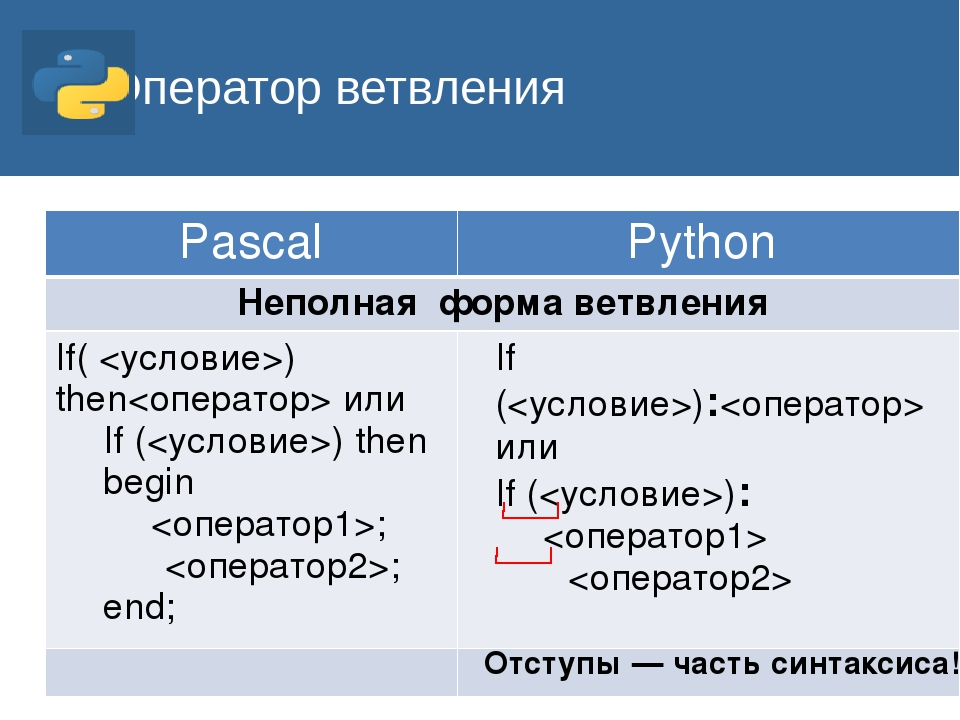 Оператор ветвления
Pascal
Python
Неполная форма ветвления
If( <условие>)
then<оператор> или
If (<условие>) then
begin
<оператор1>;
<оператор2>;
end;
If
(<условие>):<оператор>
или
If (<условие>):
<оператор1>
<оператор2>
Отступы — часть синтаксиса!